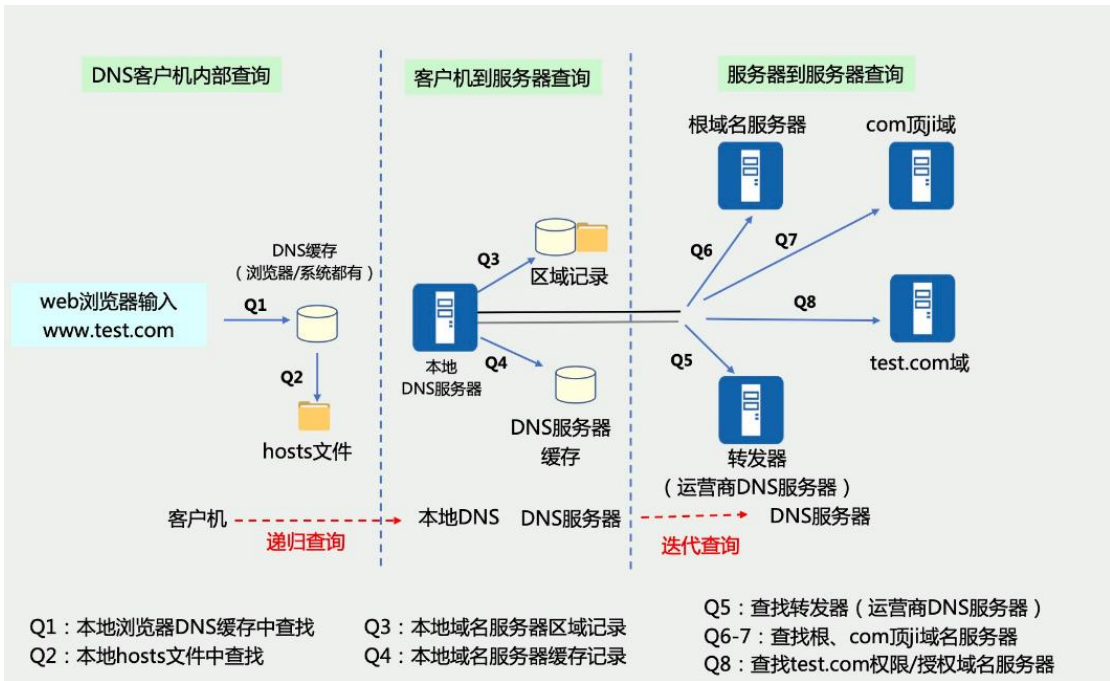 DNS客户机内部查询
客户机到服务器查询
服务器到服务器查询
根域名服务器
com顶ji域
DNS缓存
（浏览器/系统都有）
web浏览器输入
www.test.com
Q1
Q2
hosts文件
Q3
区域记录
本地
DNS服务器
Q4
DNS服务器
缓存
Q6
Q7
Q8
test.com域
Q5
转发器
（运营商DNS服务器）
客户机
递归查询
本地DNS
DNS服务器
迭代查询
DNS服务器
Q1：本地浏览器DNS缓存中查找
Q2：本地hosts文件中查找
Q3：本地域名服务器区域记录
Q4：本地域名服务器缓存记录
Q5：查找转发器（运营商DNS服务器）
Q6-7：查找根、com顶ji域名服务器
Q8：查找test.com权限/授权域名服务器